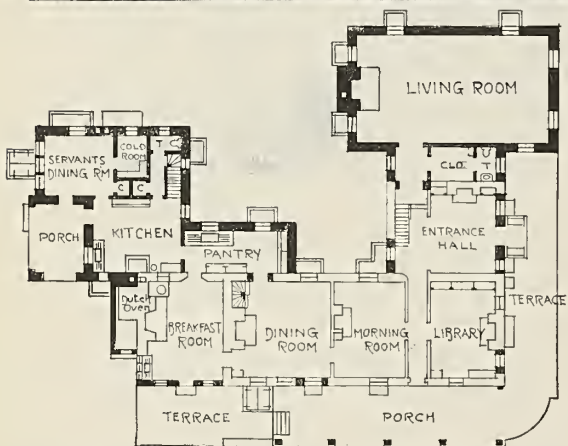 LIVING ROOM
COLD ROOM
T
C
SERVANTS DINING RM
C
C
CLO.
T
PORCH
KITCHEN
ENTRANCE HALL
PANTRY
TERRACE
Dutch Oven
BREAKFAST ROOM
DINING ROOM
MORNING ROOM
LIBRARY
TERRACE
PORCH